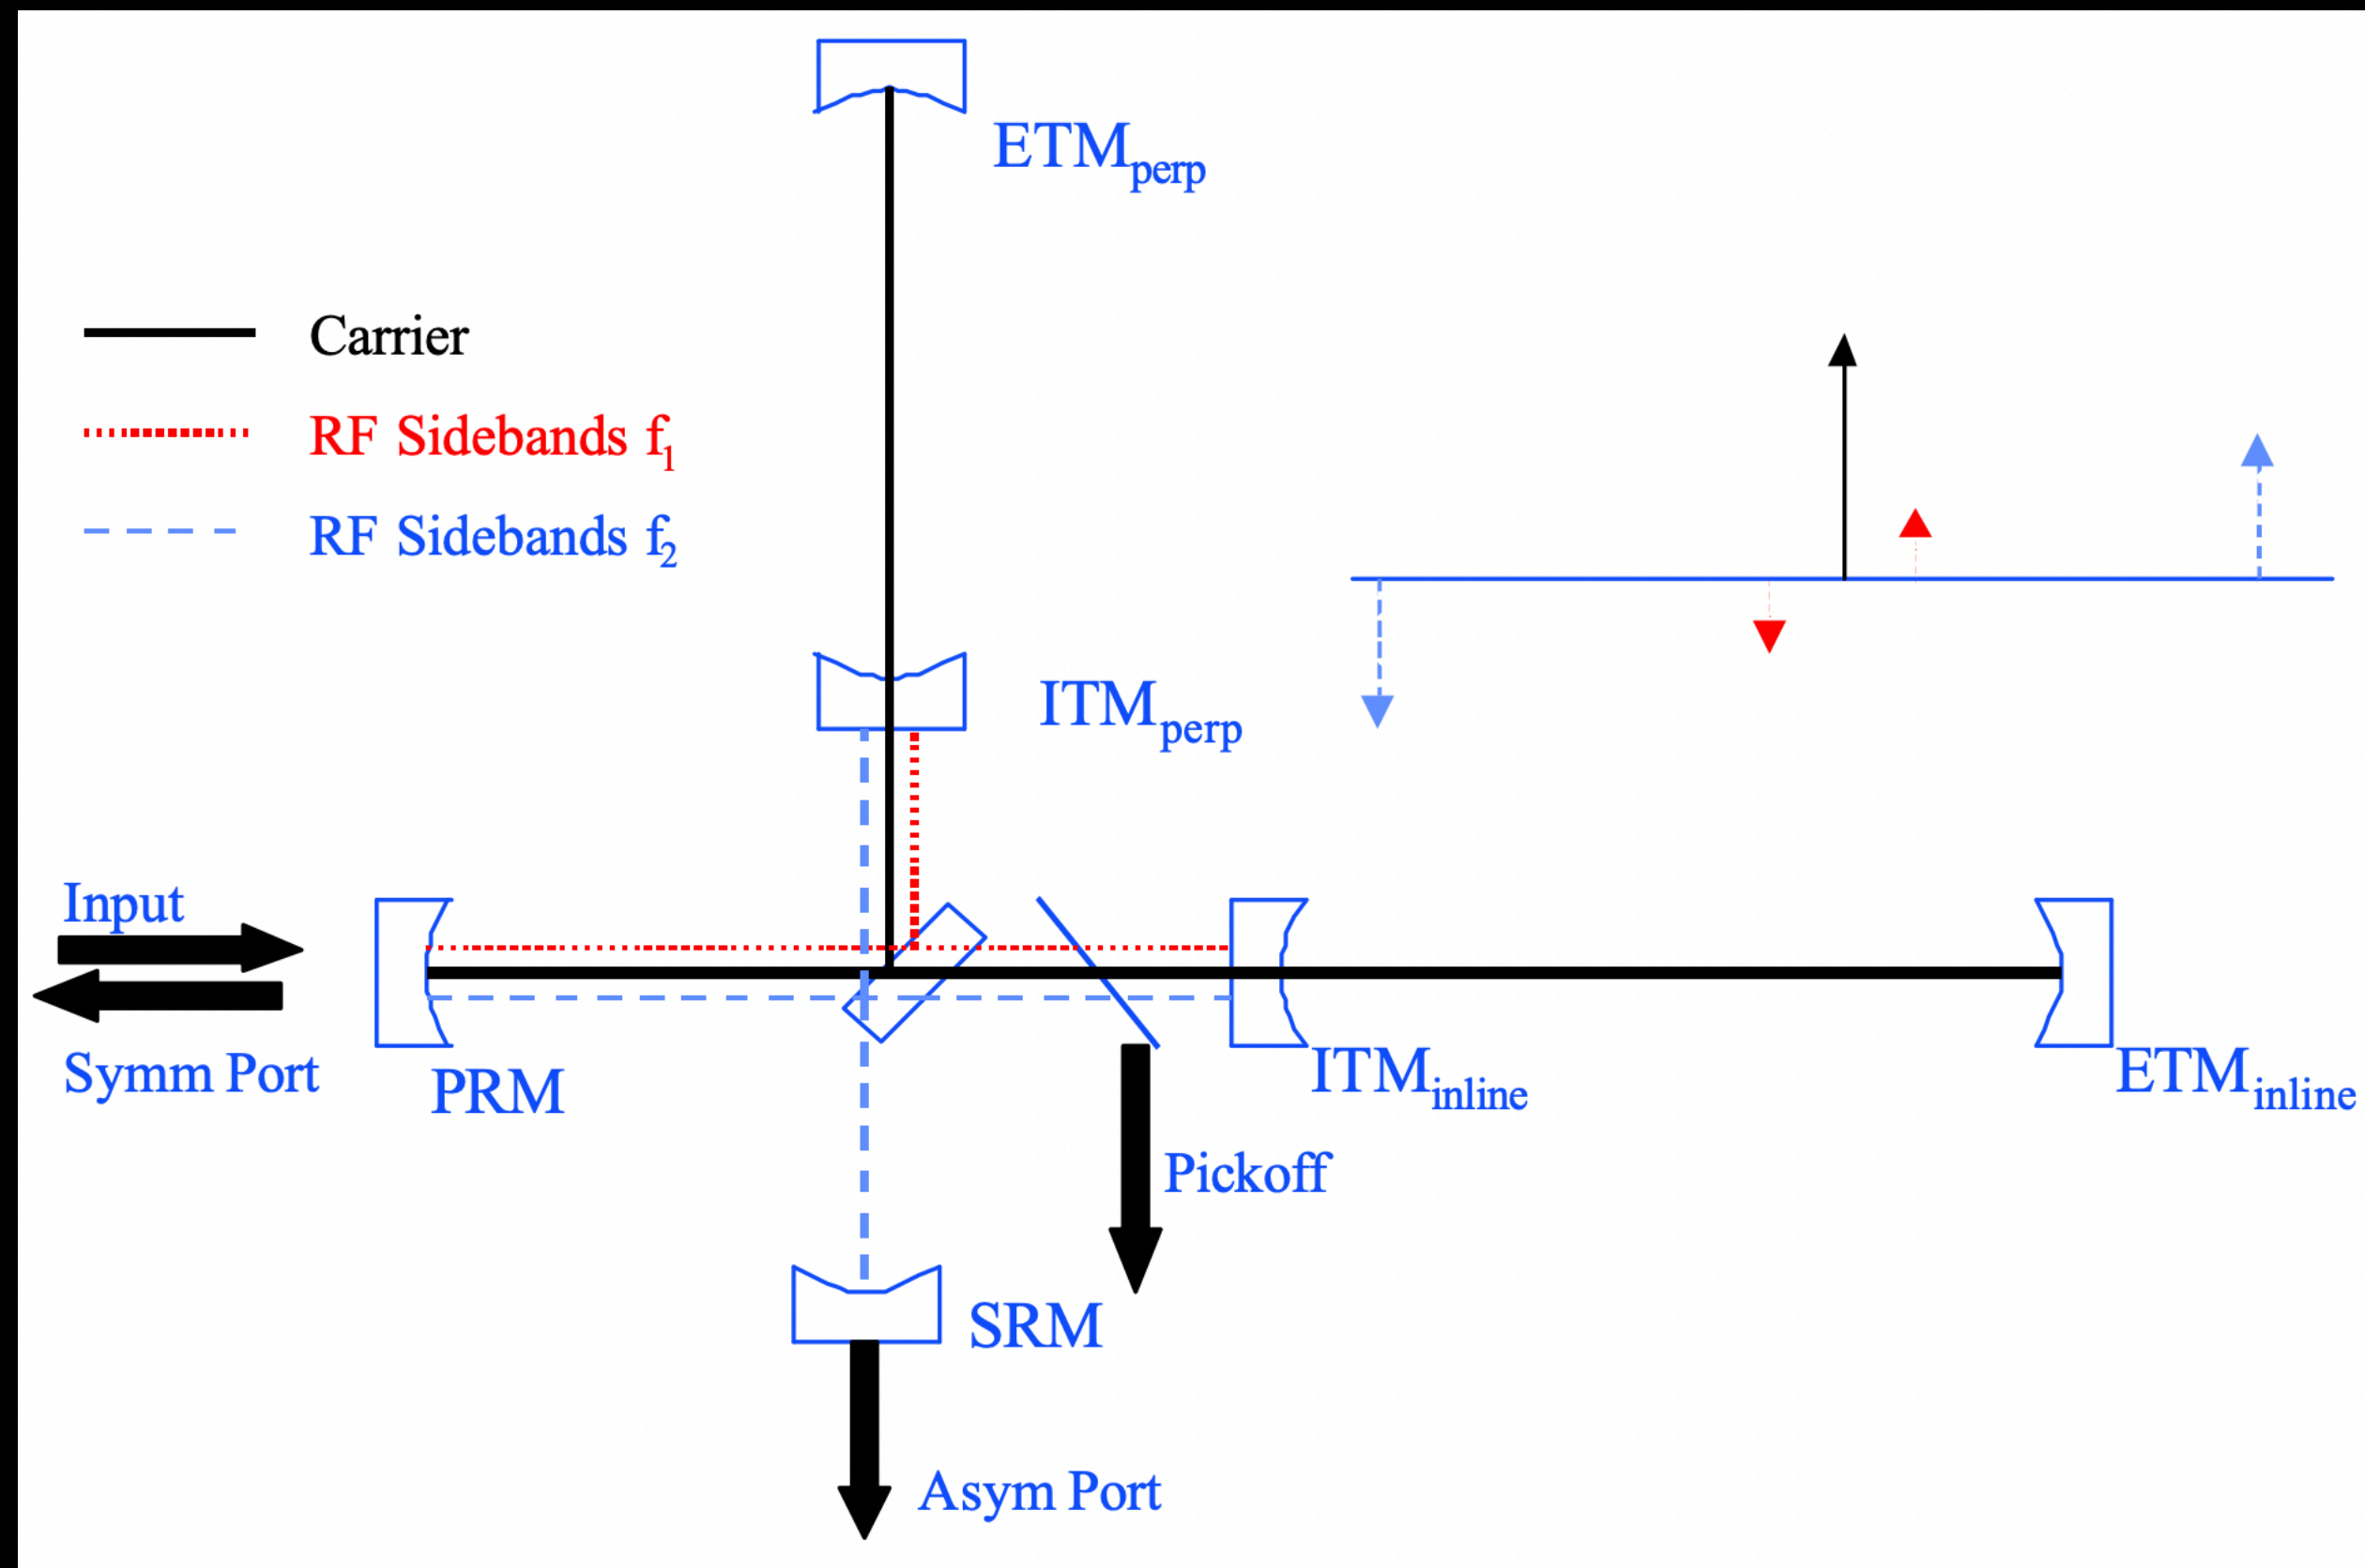 ETMperp
Carrier
RF Sidebands f1
RF Sidebands f2
ITMperp
Input
Symm Port
PRM
ITMinline
ETMinline
Pickoff
SRM
Asym Port